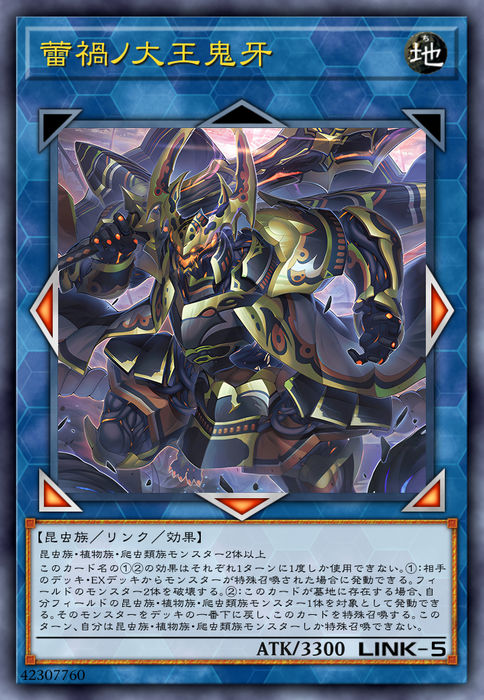 蕾禍ノ大王鬼牙
ち
地
【昆虫族／リンク／効果】
昆虫族・植物族・爬虫類族モンスター2体以上
このカード名の①②の効果はそれぞれ1ターンに1度しか使用できない。①：相手
のデッキ・EXデッキからモンスターが特殊召喚された場合に発動できる。フィ
ールドのモンスター2体を破壊する。②：このカードが墓地に存在する場合、自
分フィールドの昆虫族・植物族・爬虫類族モンスター1体を対象として発動でき
る。そのモンスターをデッキの一番下に戻し、このカードを特殊召喚する。この
ターン、自分は昆虫族・植物族・爬虫類族モンスターしか特殊召喚できない。
ATK/3300 LINK-5
42307760